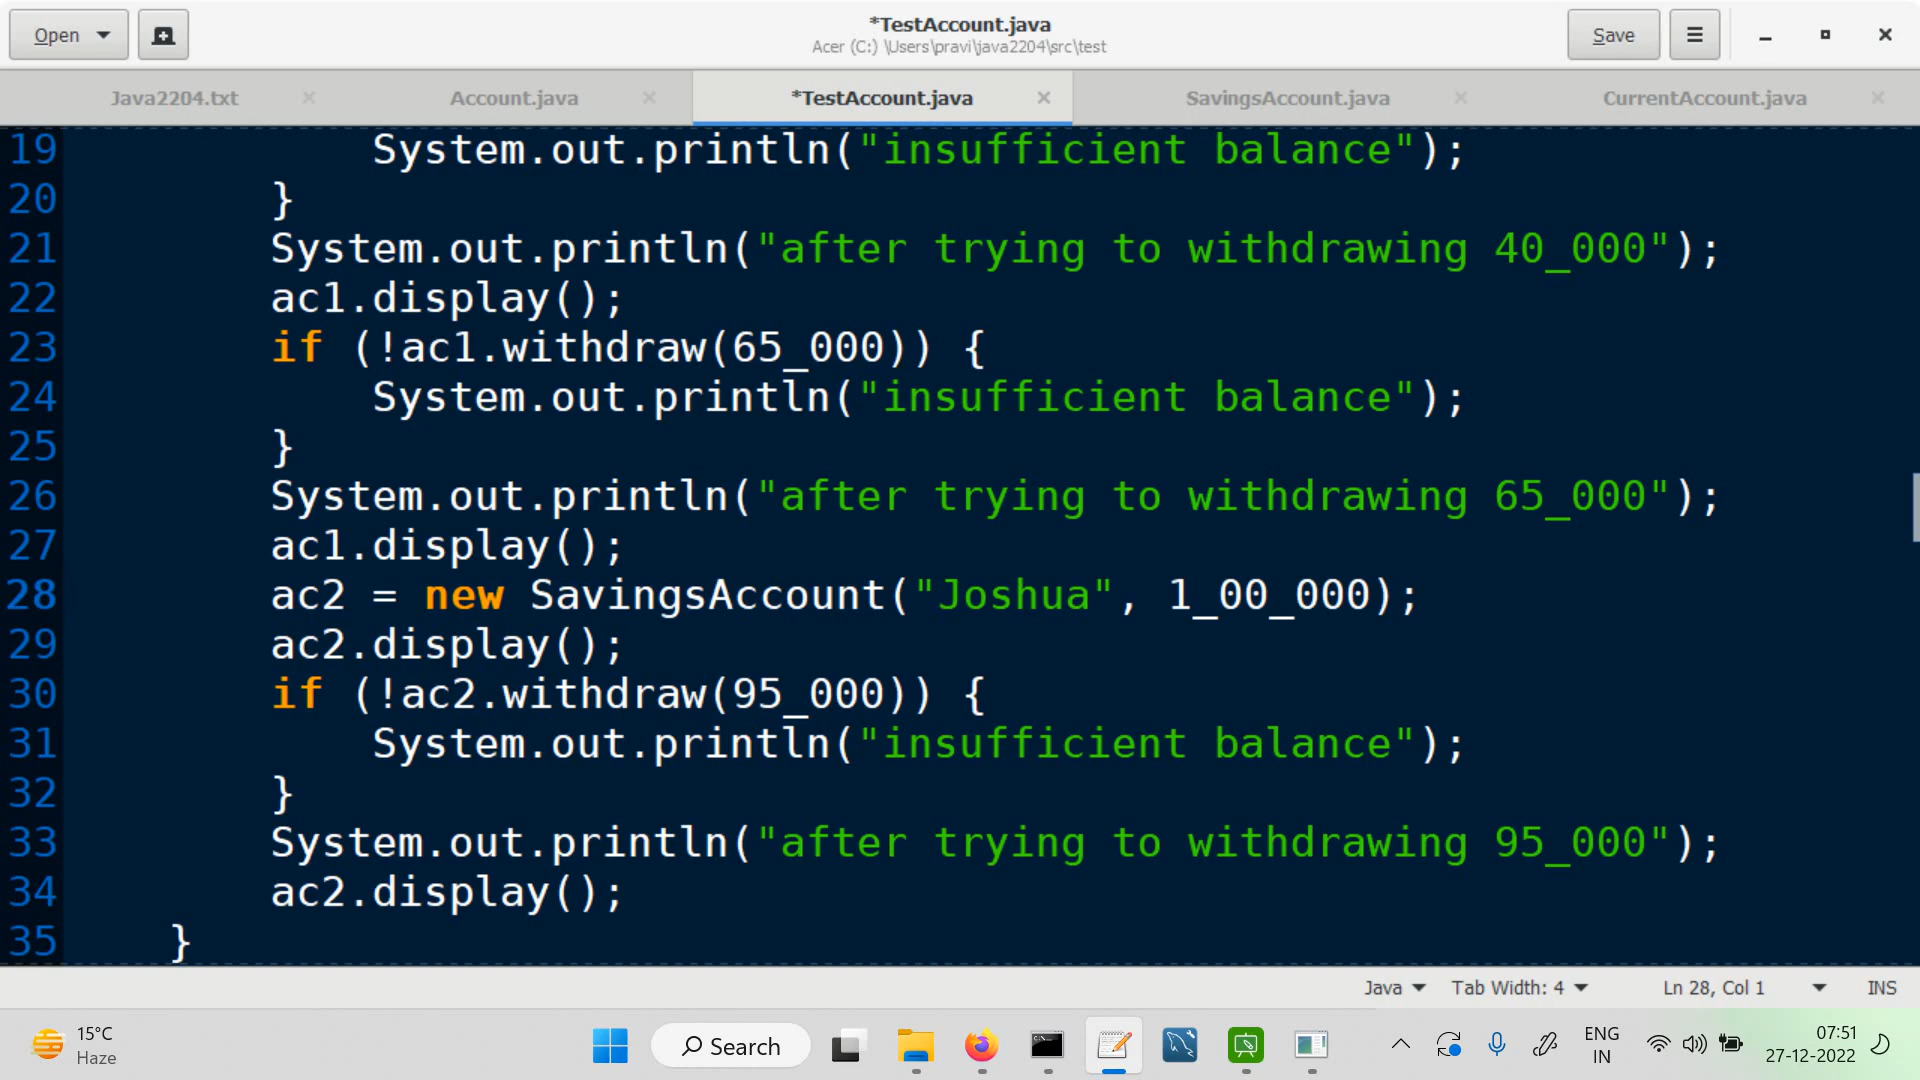 Open
*TestAccount.java
Acer (C:) \Users\pravi\java2204\src\test
Save
Java2204.txt
Account.java
*TestAccount.java
SavingsAccount.java
CurrentAccount.java
19 System.out.println("insufficient balance");
20 }
21 System.out.println("after trying to withdrawing 40_000");
22 ac1.display();
23 if (!ac1.withdraw(65_000)) {
24 System.out.println("insufficient balance");
25 }
26 System.out.println("after trying to withdrawing 65_000");
27 ac1.display();
28 ac2 = new SavingsAccount("Joshua", 1_00_000);
29 ac2.display();
30 if (!ac2.withdraw(95_000)) {
31 System.out.println("insufficient balance");
32 }
33 System.out.println("after trying to withdrawing 95_000");
34 ac2.display();
35 }
Java
Tab Width: 4
Ln 28, Col 1
INS
15°C
Haze
Search
ENG
IN
07:51
27-12-2022